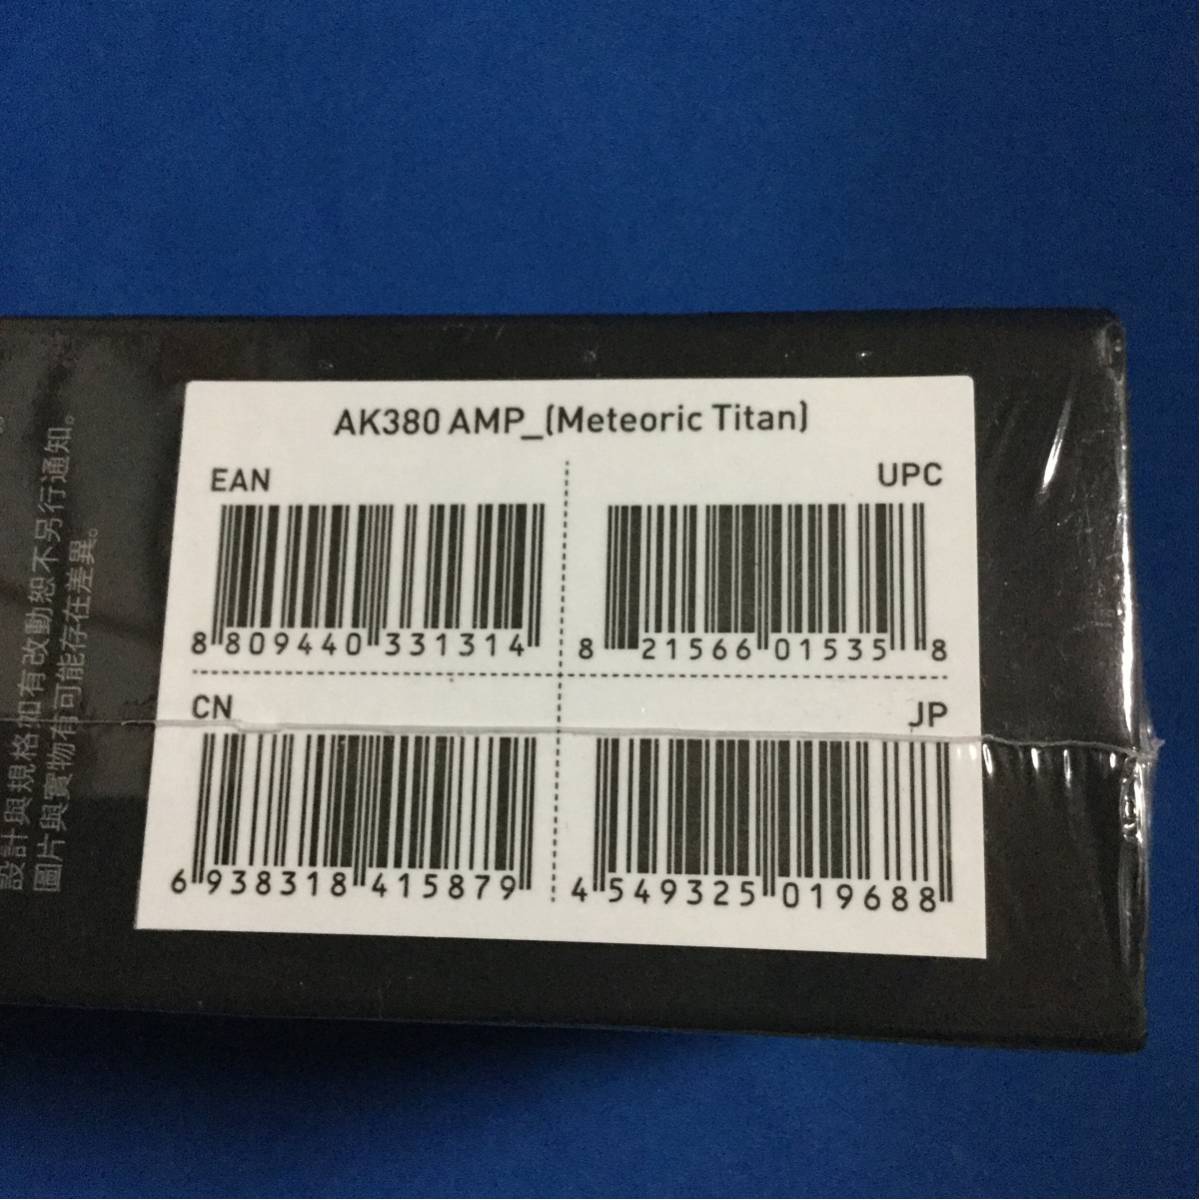 AK380 AMP_(Meteoric Titan)
EAN
UPC
8 809440 331314
8 21566 01535 8
CN
JP
6 938318 415879
4 549325 019688
設計與規格如有改動恕不另行通知。
圖片與實物有可能存在差異。